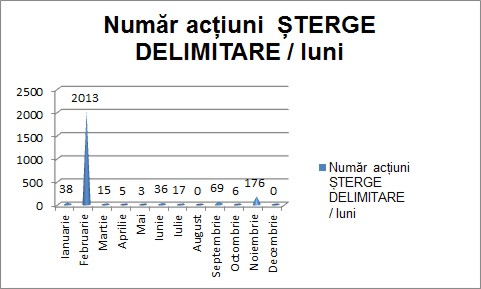 Număr acțiuni ȘTERGE
DELIMITARE / luni
2500
2000
1500
1000
500
0
38
2013
15
5
3
36
17
0
69
6
176
0
Ianuarie
Februarie
Martie
Aprilie
Mai
Iunie
Iulie
August
Septembrie
Octombrie
Noiembrie
Decembrie
Număr acțiuni
ȘTERGE
DELIMITARE
/ luni